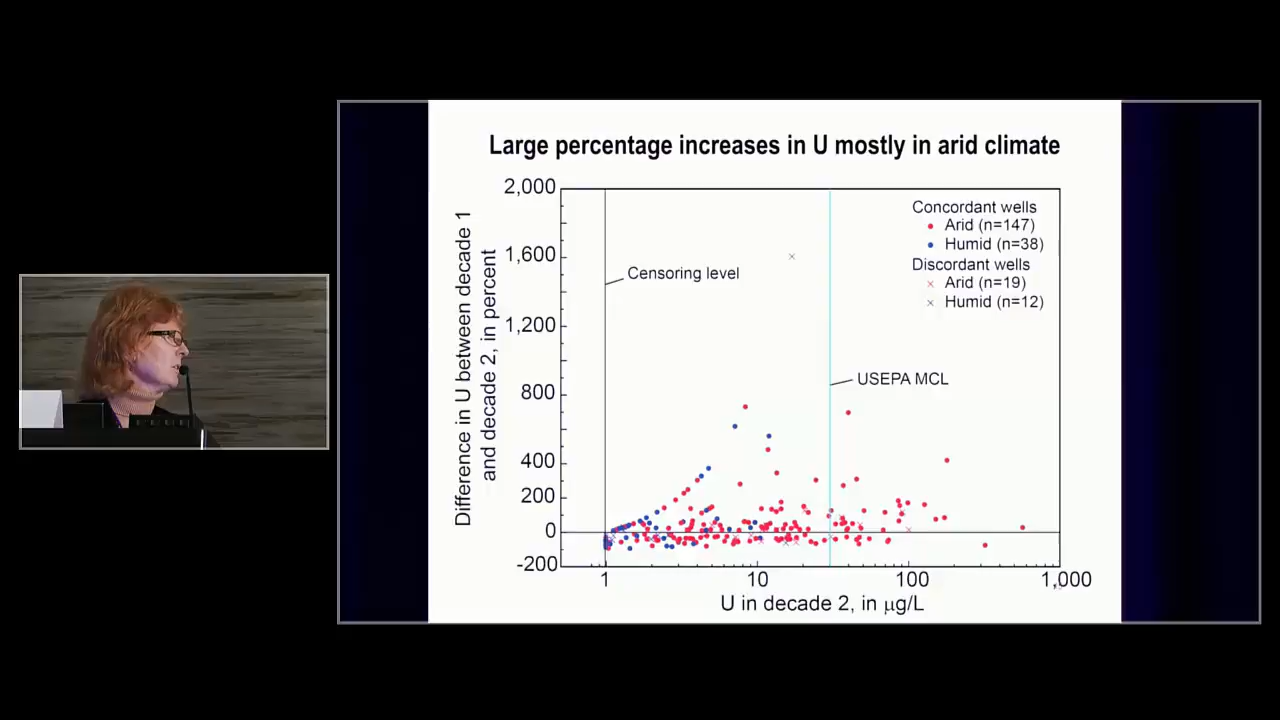 Large percentage increases in U mostly in arid climate
Difference in U between decade 1
and decade 2, in percent
2,000
1,600
1,200
800
400
200
0
-200
Censoring level
USEPA MCL
Concordant wells
Arid (n=147)
Humid (n=38)
Discordant wells
Arid (n=19)
Humid (n=12)
1
10
100
1,000
U in decade 2, in μg/L